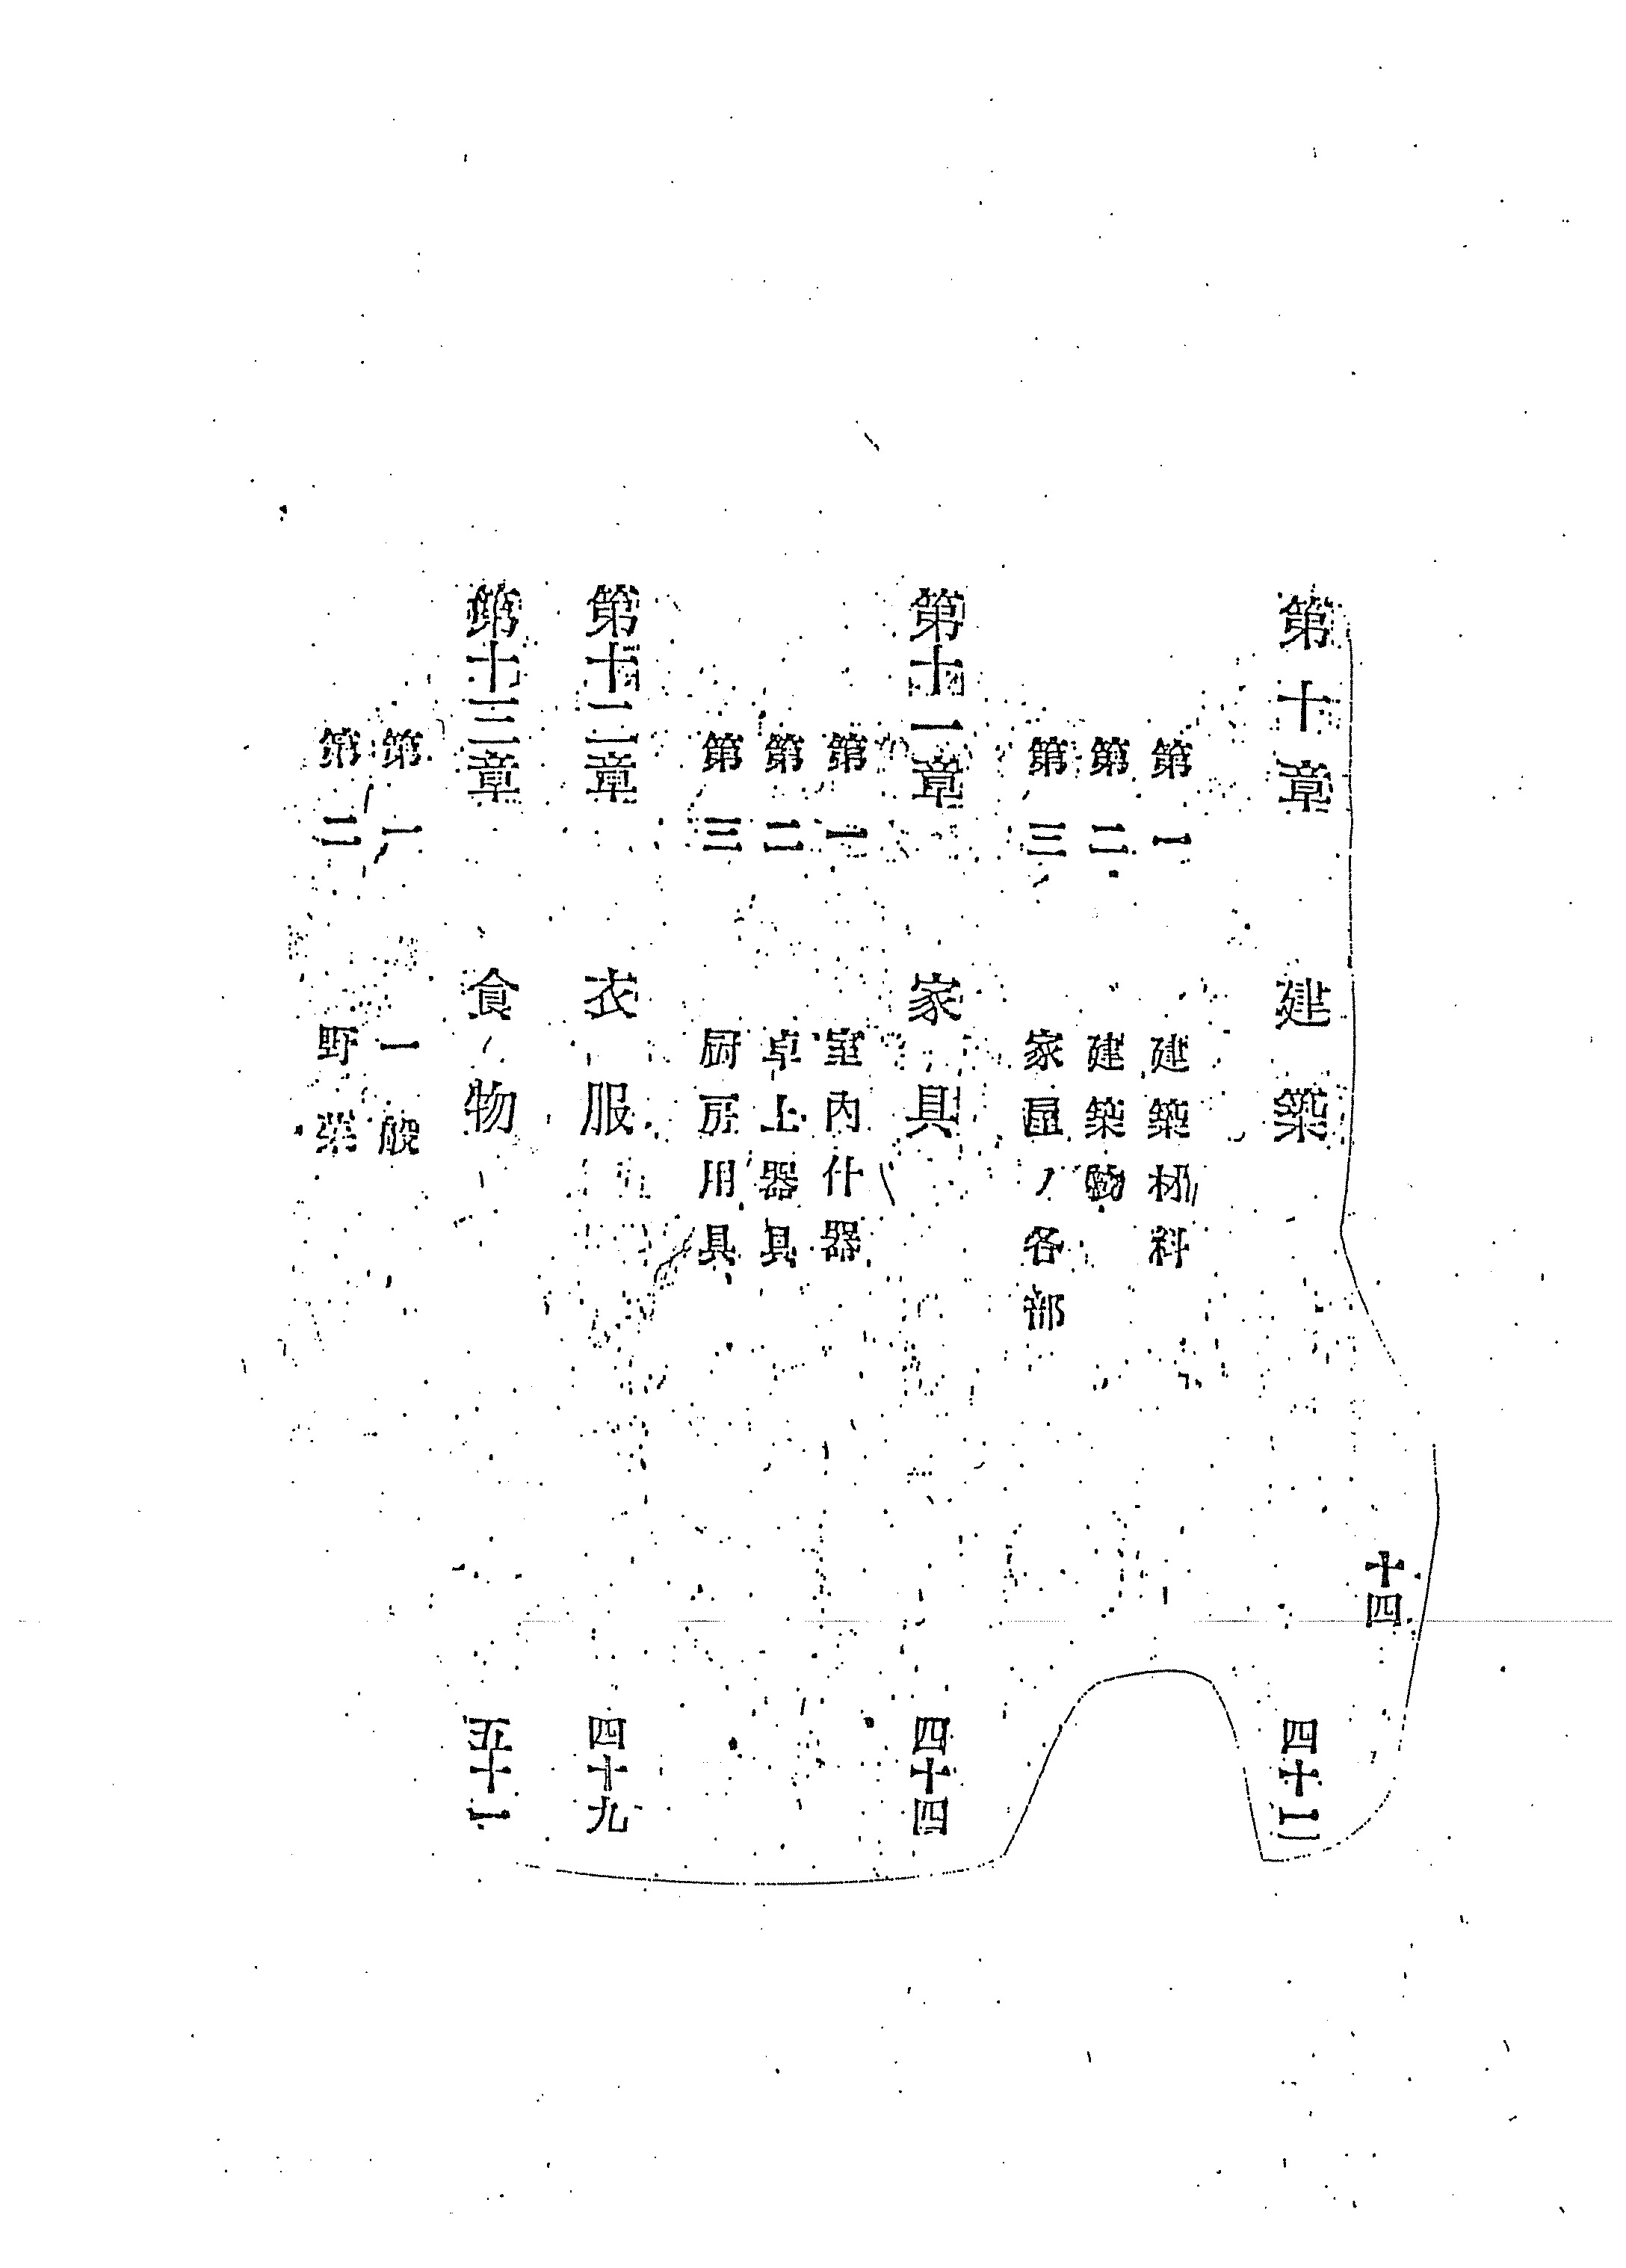 十四
第十章 建築 四十二
第一 建築材料
第二 建築物
第三 家屋ノ各部
第十一章 家具 四十四
第一 室内什器
第二 卓上器具
第三 厨房用具
第十二章 衣服 四十九
第十三章 食物 五十一
第一 一般
第二 野菜